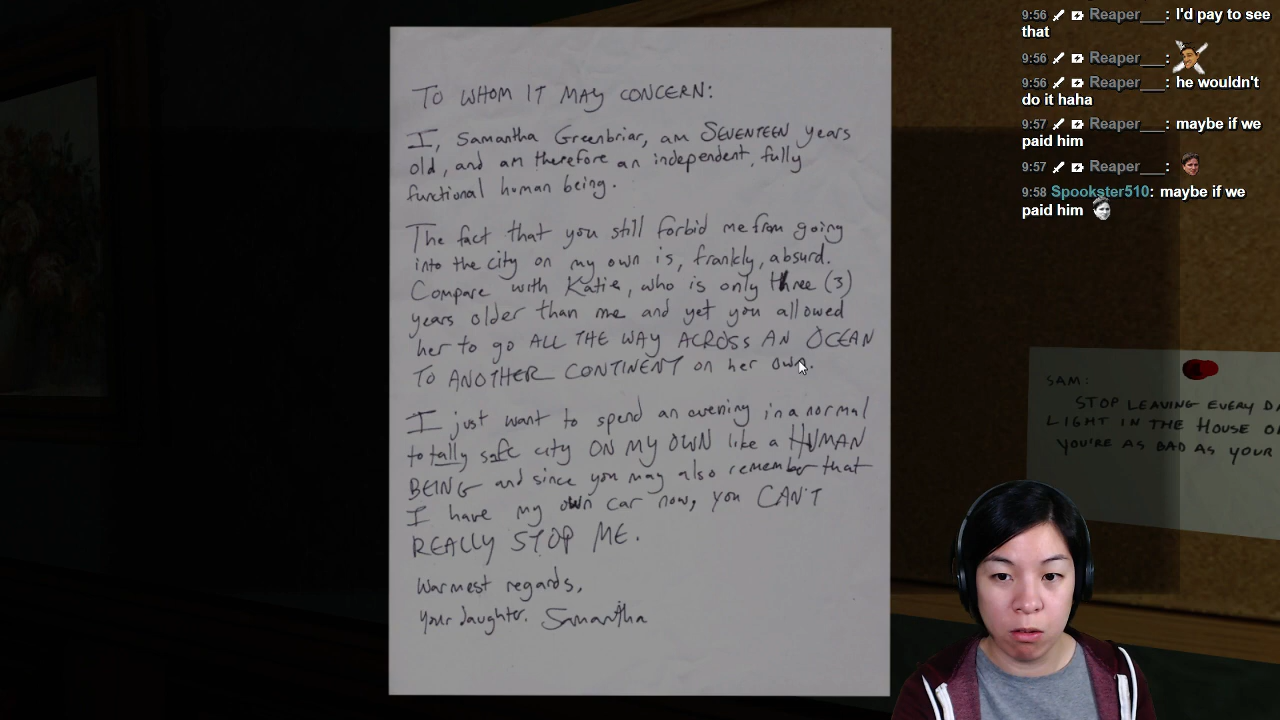 TO WHOM IT MAY CONCERN:
I, Samantha Greenbriar, am SEVENTEEN years
old, and am therefore an independent, fully
functional human being.
The fact that you still forbid me from going
into the city on my own is, frankly, absurd.
Compare with Katie, who is only three (3)
years older than me and yet you allowed
her to go ALL THE WAY ACROSS AN OCEAN
TO ANOTHER CONTINENT on her own.
I just want to spend an evening in a normal
totally safe city ON MY OWN like a HUMAN
BEING and since you may also remember that
I have my own car now, you CAN'T
REALLY STOP ME.
Warmest regards,
Your daughter. Samantha
9:56 Reaper___: I'd pay to see
that
9:56 Reaper___:
9:56 Reaper___: he wouldn't
do it haha
9:57 Reaper___: maybe if we
paid him
9:57 Reaper___:
9:58 Spookster510: maybe if we
paid him
SAM:
STOP LEAVING EVERY DA
LIGHT IN THE HOUSE O
YOU'RE AS BAD AS YOUR